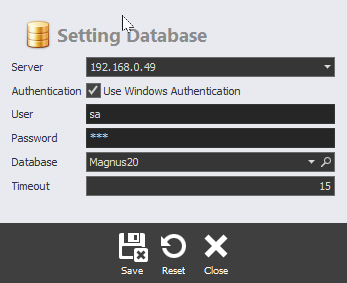 Setting Database
Server 192.168.0.49
Authentication Use Windows Authentication
User sa
Password ***
Database Magnus20
Timeout 15
Save Reset Close